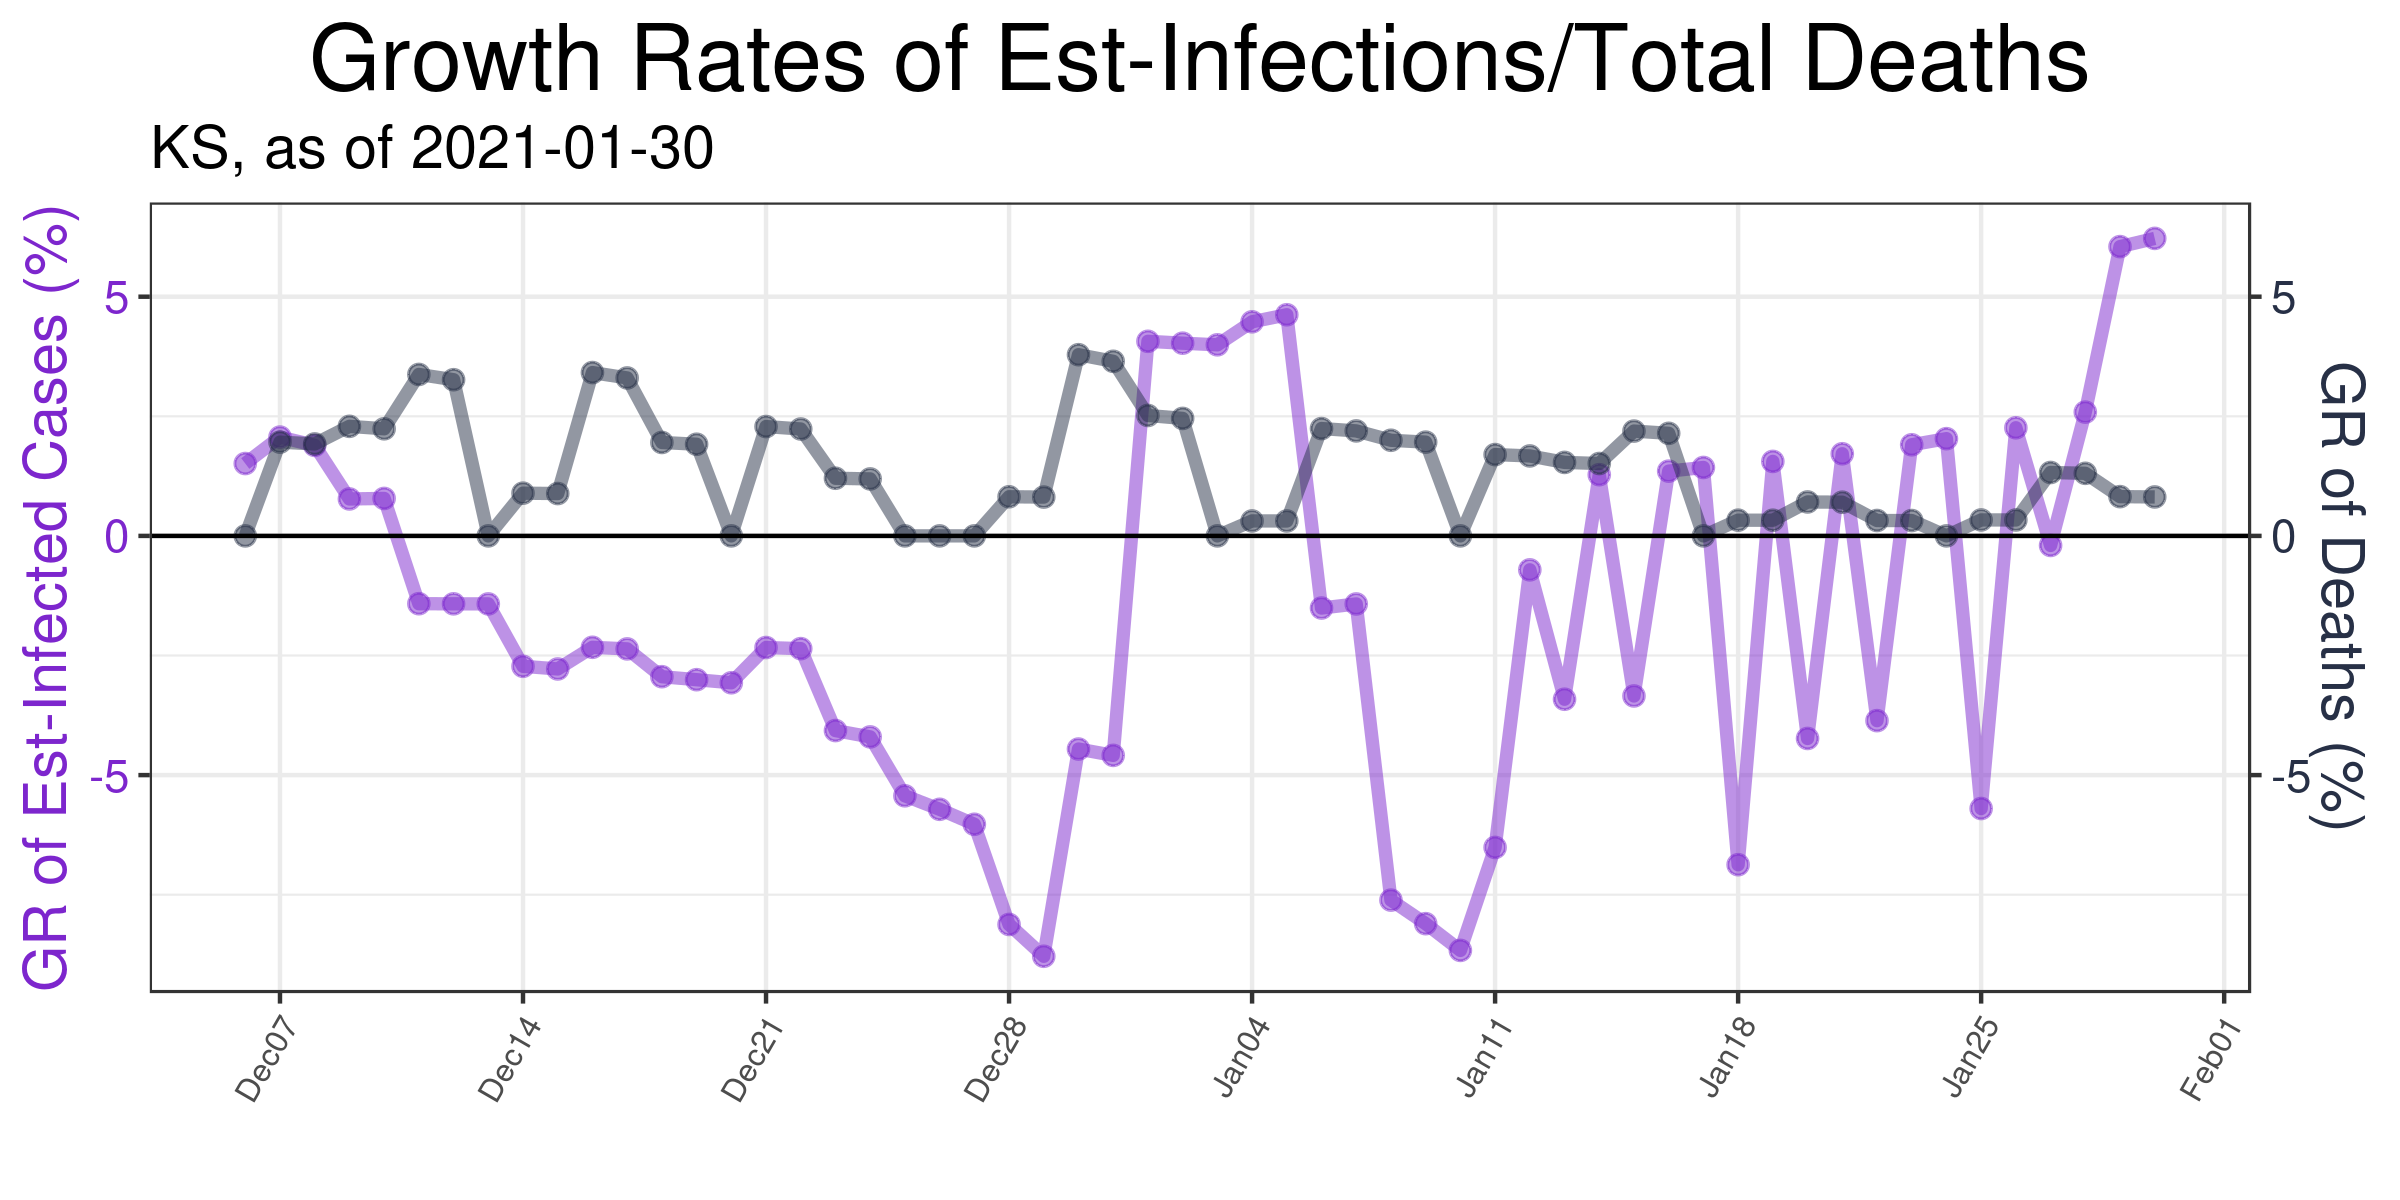 Growth Rates of Est-Infections/Total Deaths
KS, as of 2021-01-30
GR of Est-Infected Cases (%)
5
0
-5
5
0
-5
GR of Deaths (%)
Dec07
Dec14
Dec21
Dec28
Jan04
Jan11
Jan18
Jan25
Feb01